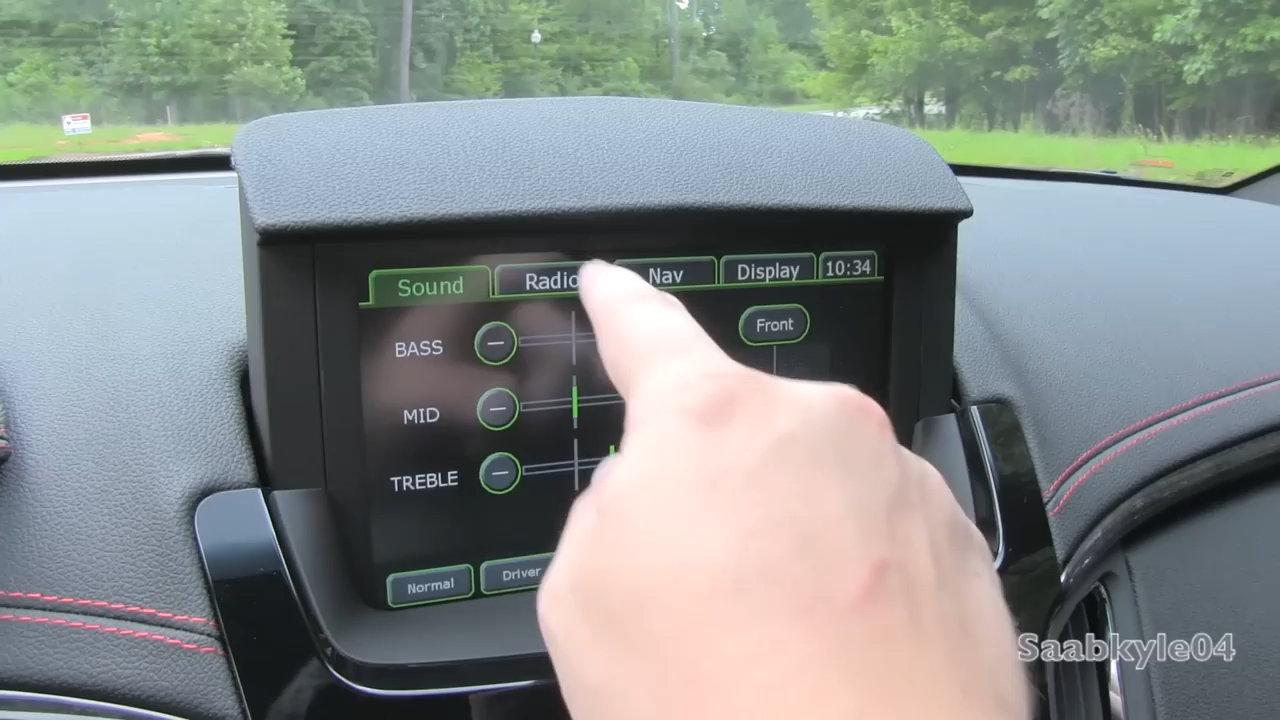 Sound Radio Nav Display 10:34
BASS
Front
MID
TREBLE
Normal Driver
Saabkyle04